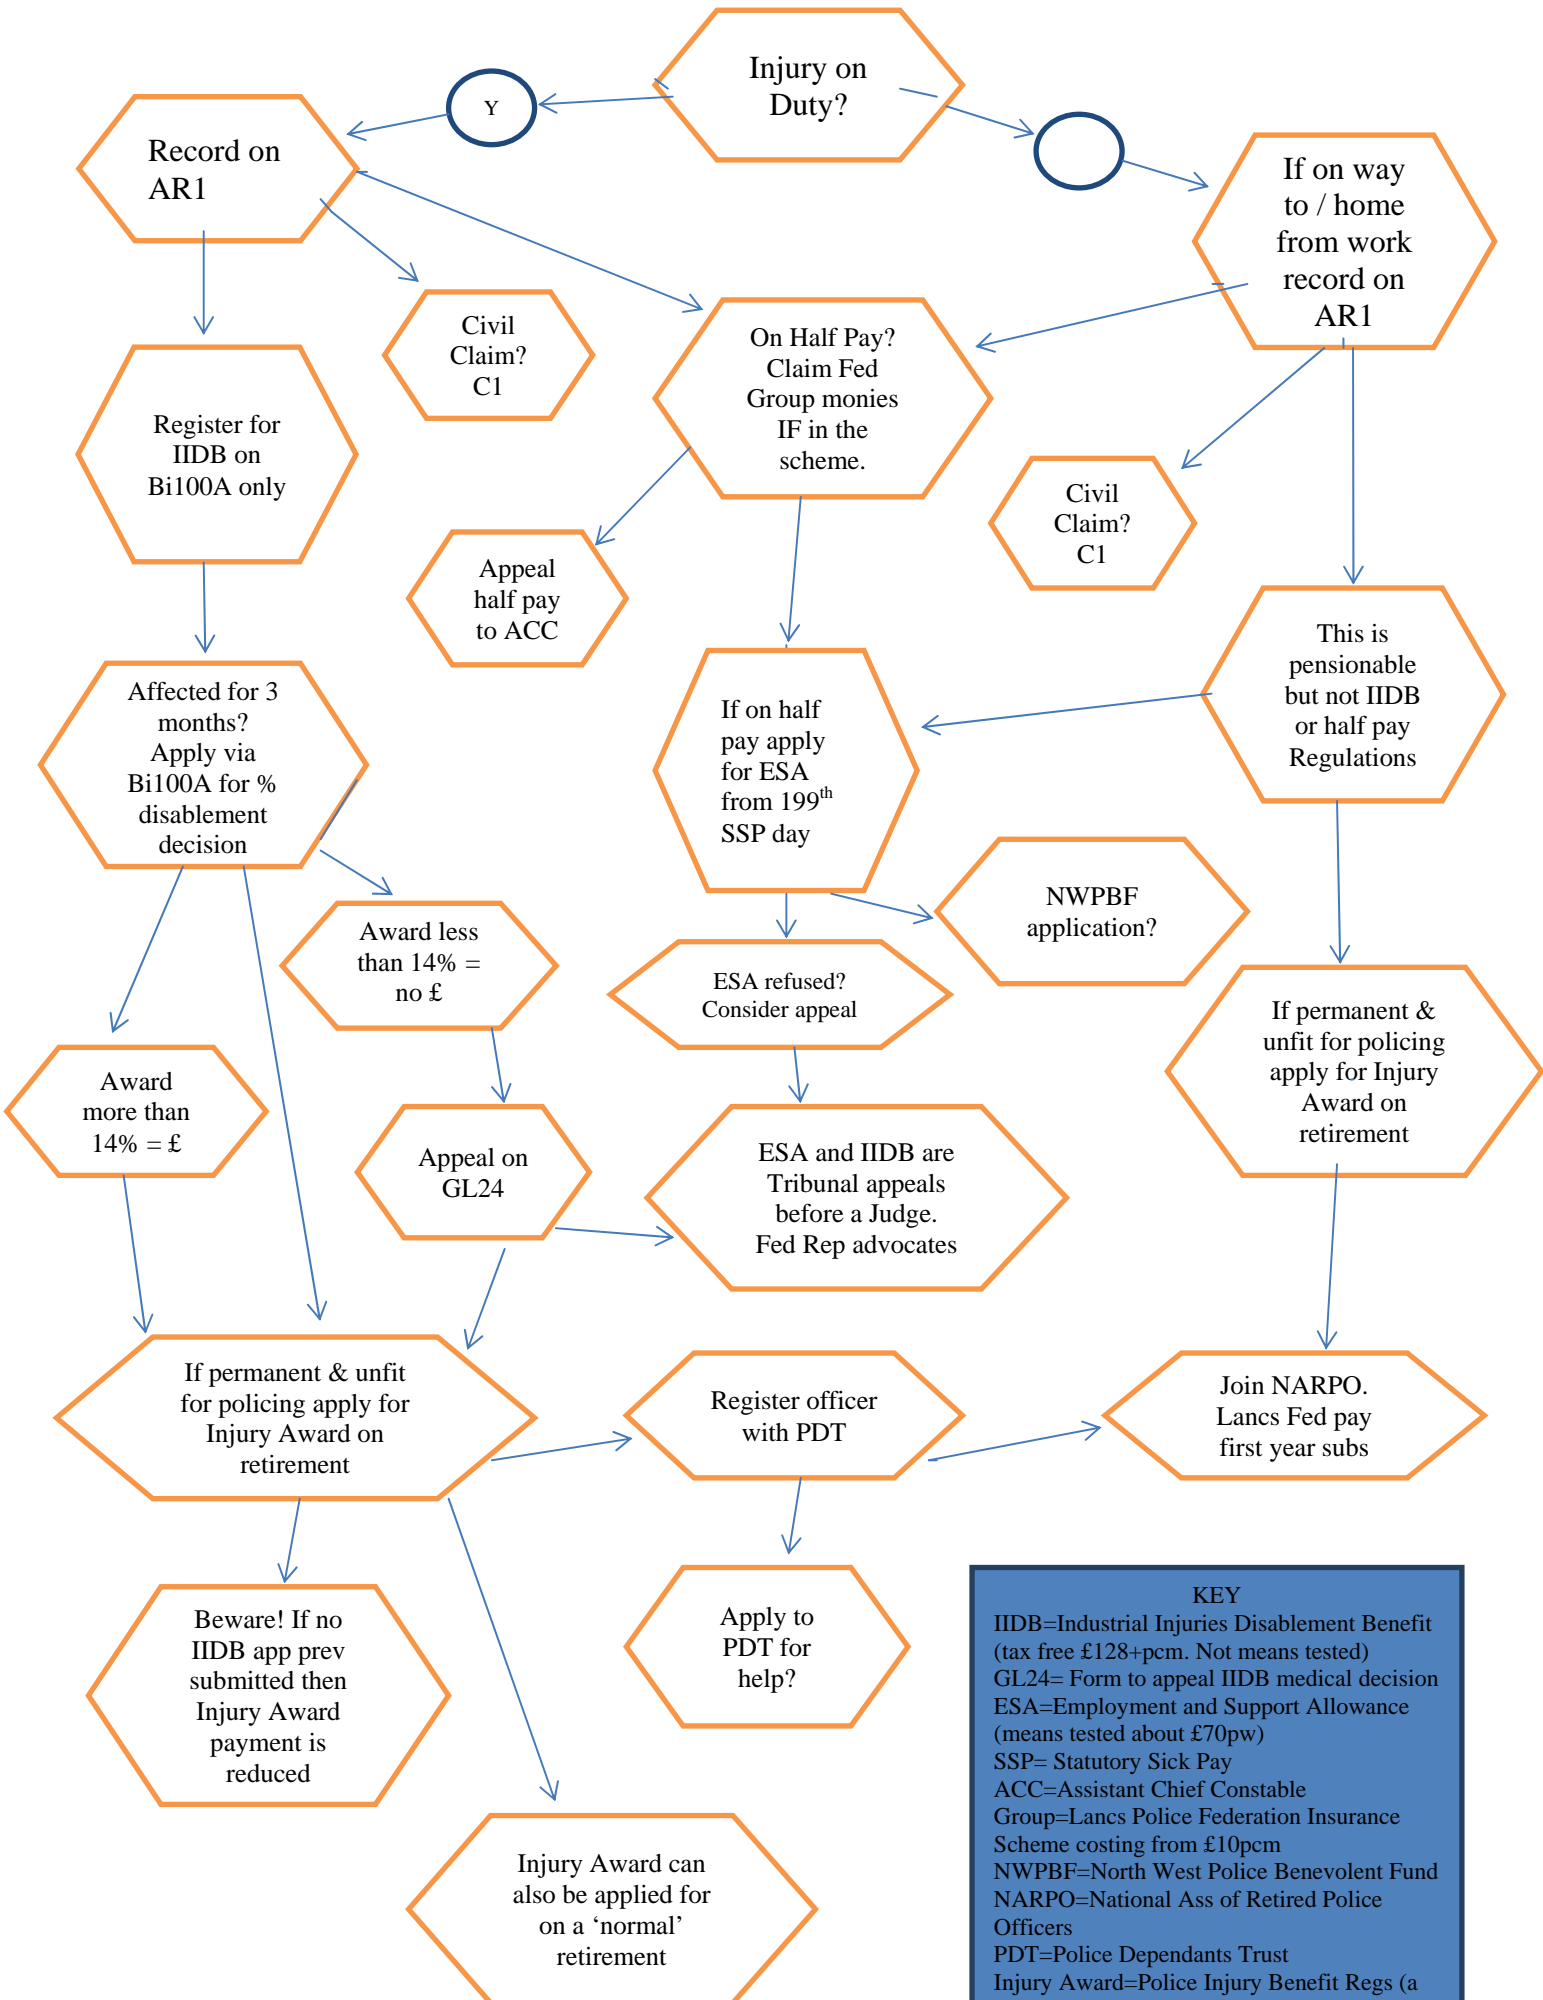 Injury on
Duty?
Y
Record on
AR1
If on way
to / home
from work
record on
AR1
Civil
Claim?
C1
On Half Pay?
Claim Fed
Group monies
IF in the
scheme.
Register for
IIDB on
Bi100A only
Civil
Claim?
C1
Appeal
half pay
to ACC
This is
pensionable
but not IIDB
or half pay
Regulations
Affected for 3
months?
Apply via
Bi100A for %
disablement
decision
If on half
pay apply
for ESA
from 199th
SSP day
NWPBF
application?
Award less
than 14% =
no £
ESA refused?
Consider appeal
If permanent &
unfit for policing
apply for Injury
Award on
retirement
Award
more than
14% = £
Appeal on
GL24
ESA and IIDB are
Tribunal appeals
before a Judge.
Fed Rep advocates
If permanent & unfit
for policing apply for
Injury Award on
retirement
Register officer
with PDT
Join NARPO.
Lancs Fed pay
first year subs
Beware! If no
IIDB app prev
submitted then
Injury Award
payment is
reduced
Apply to
PDT for
help?
Injury Award can
also be applied for
on a ‘normal’
retirement
KEY
IIDB=Industrial Injuries Disablement Benefit
(tax free £128+pcm. Not means tested)
GL24= Form to appeal IIDB medical decision
ESA=Employment and Support Allowance
(means tested about £70pw)
SSP= Statutory Sick Pay
ACC=Assistant Chief Constable
Group=Lancs Police Federation Insurance
Scheme costing from £10pcm
NWPBF=North West Police Benevolent Fund
NARPO=National Ass of Retired Police
Officers
PDT=Police Dependants Trust
Injury Award=Police Injury Benefit Regs (a